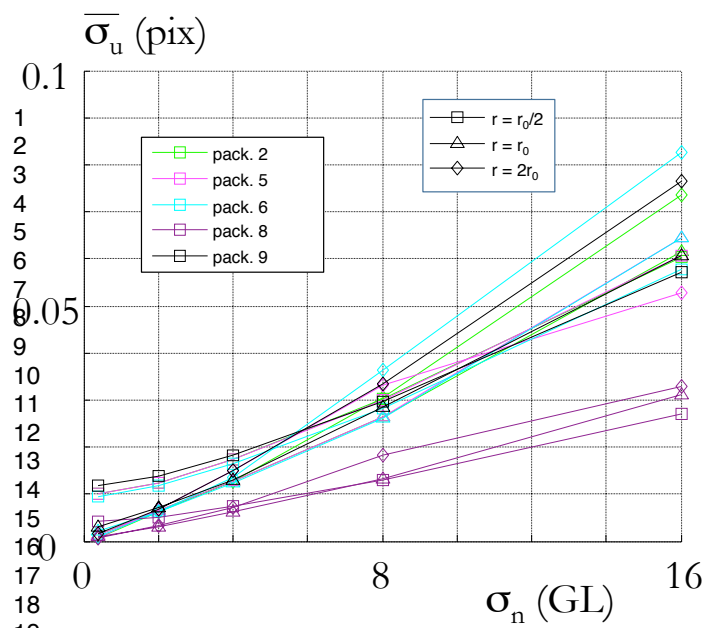 σ̅u̅ (pix)
0.1
1
2
3
4
5
6
7
8
9
10
11
12
13
14
15
16
17
18
0.05
0
8
16
σn (GL)
pack. 2
pack. 5
pack. 6
pack. 8
pack. 9
r = r0/2
r = r0
r = 2r0